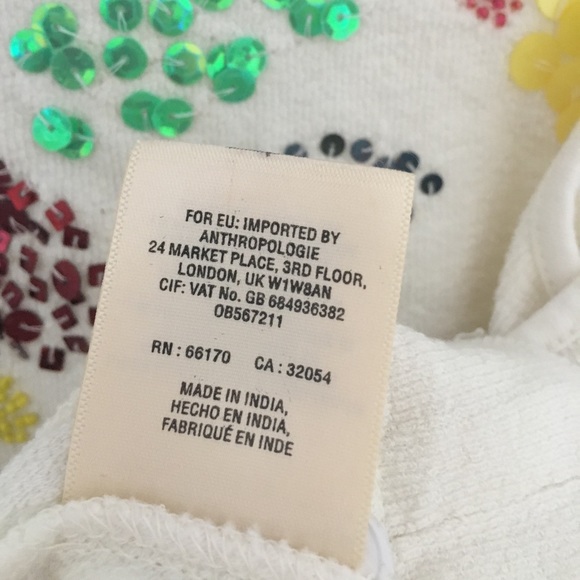 FOR EU: IMPORTED BY
ANTHROPOLOGIE
24 MARKET PLACE, 3RD FLOOR,
LONDON, UK W1W8AN
CIF: VAT No. GB 684936382
OB567211
RN : 66170 CA : 32054
MADE IN INDIA,
HECHO EN INDIA,
FABRIQUÉ EN INDE